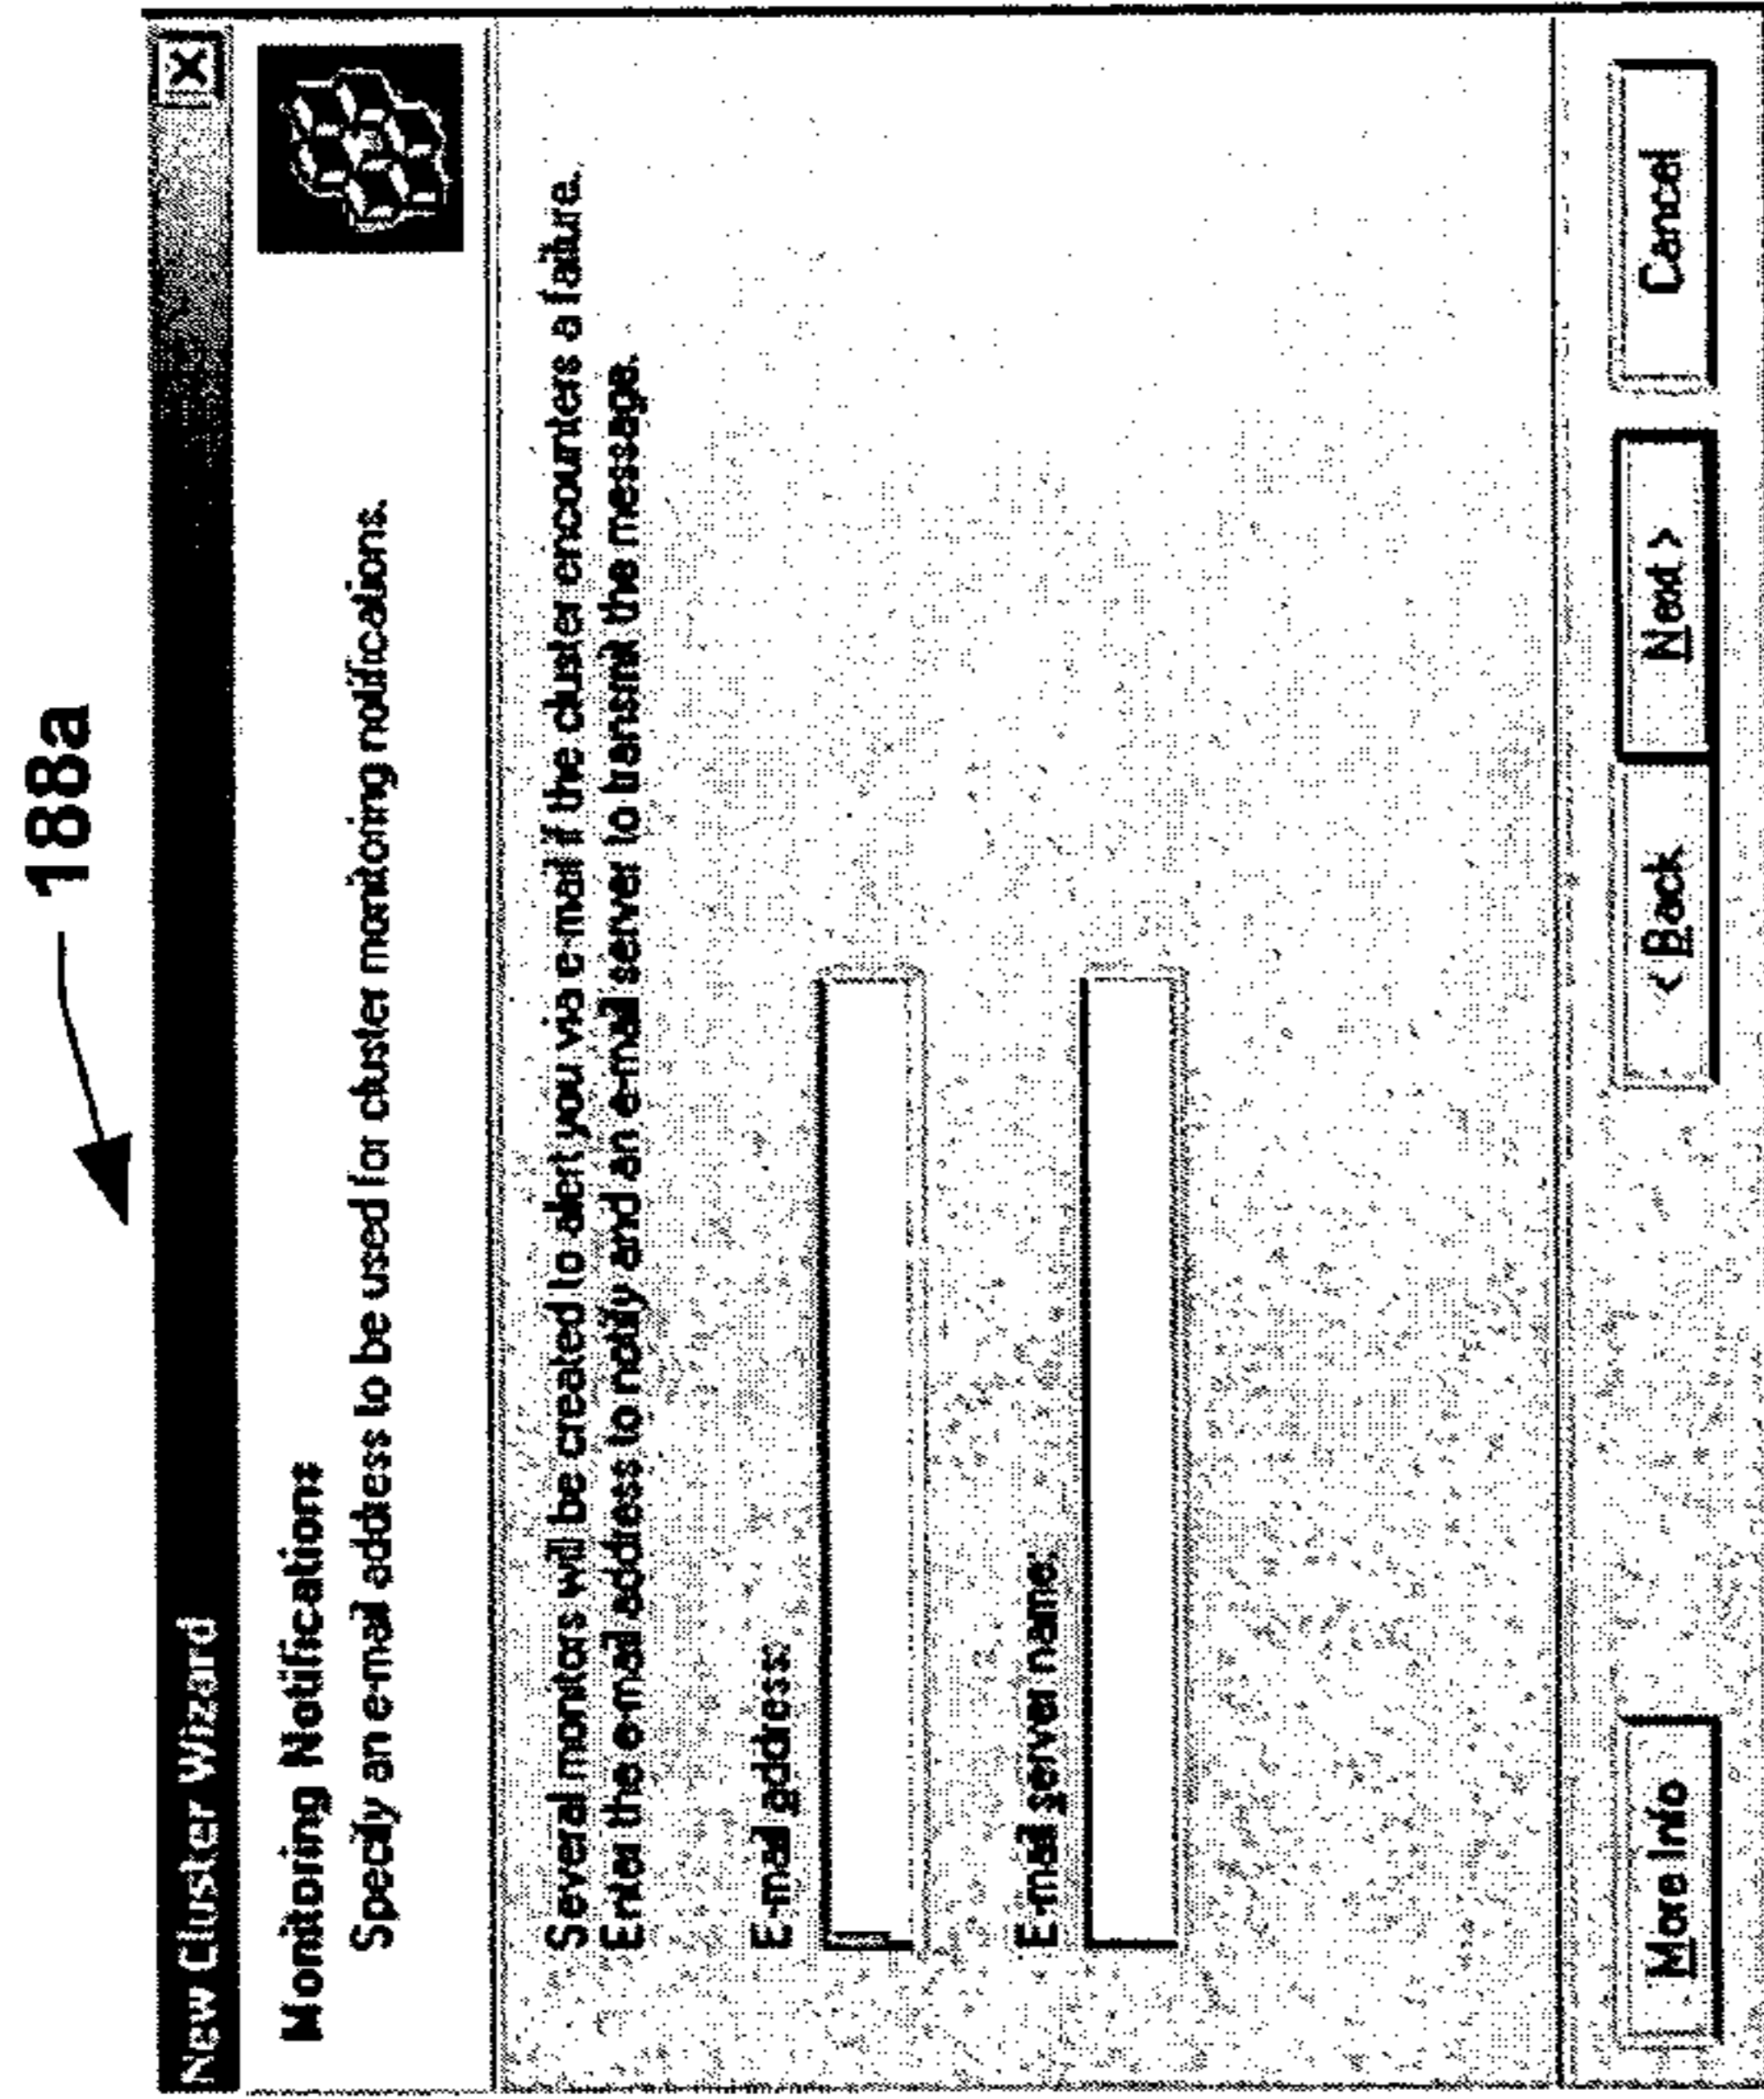 188a
New Cluster Wizard
Monitoring Notifications
Specify an e-mail address to be used for cluster monitoring notifications.
Several monitors will be created to alert you via e-mail if the cluster encounters a failure.
Enter the e-mail address to notify and an e-mail server to transmit the message.
E-mail address:
E-mail server name:
More Info
< Back
Next >
Cancel